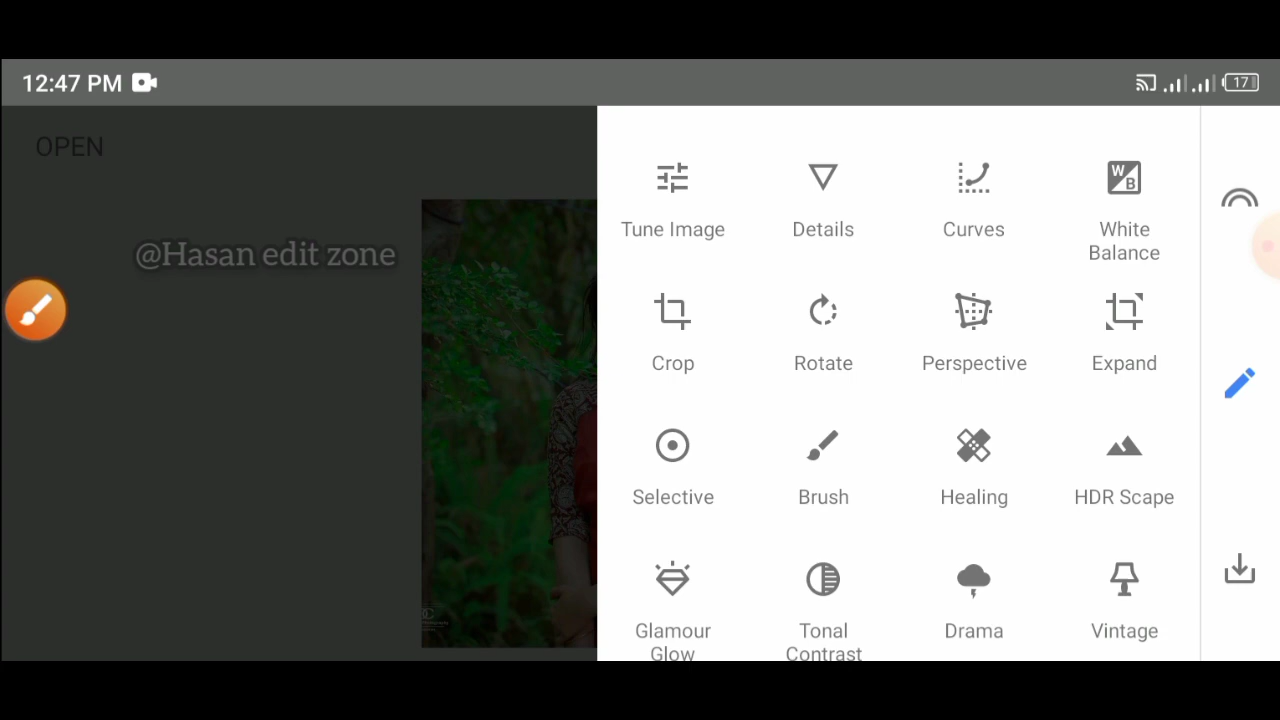 12:47 PM
17
OPEN
@Hasan edit zone
Tune Image
Details
Curves
W
B
White
Balance
Crop
Rotate
Perspective
Expand
Selective
Brush
Healing
HDR Scape
Glamour
Glow
Tonal
Contrast
Drama
Vintage